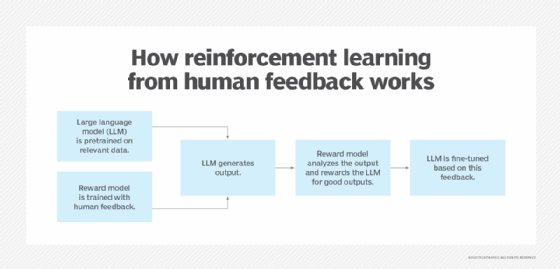 How reinforcement learning
from human feedback works
Large language
model (LLM)
is pretrained on
relevant data.
Reward model
is trained with
human feedback.
LLM generates
output.
Reward model
analyzes the output
and rewards the LLM
for good outputs.
LLM is fine-tuned
based on this
feedback.